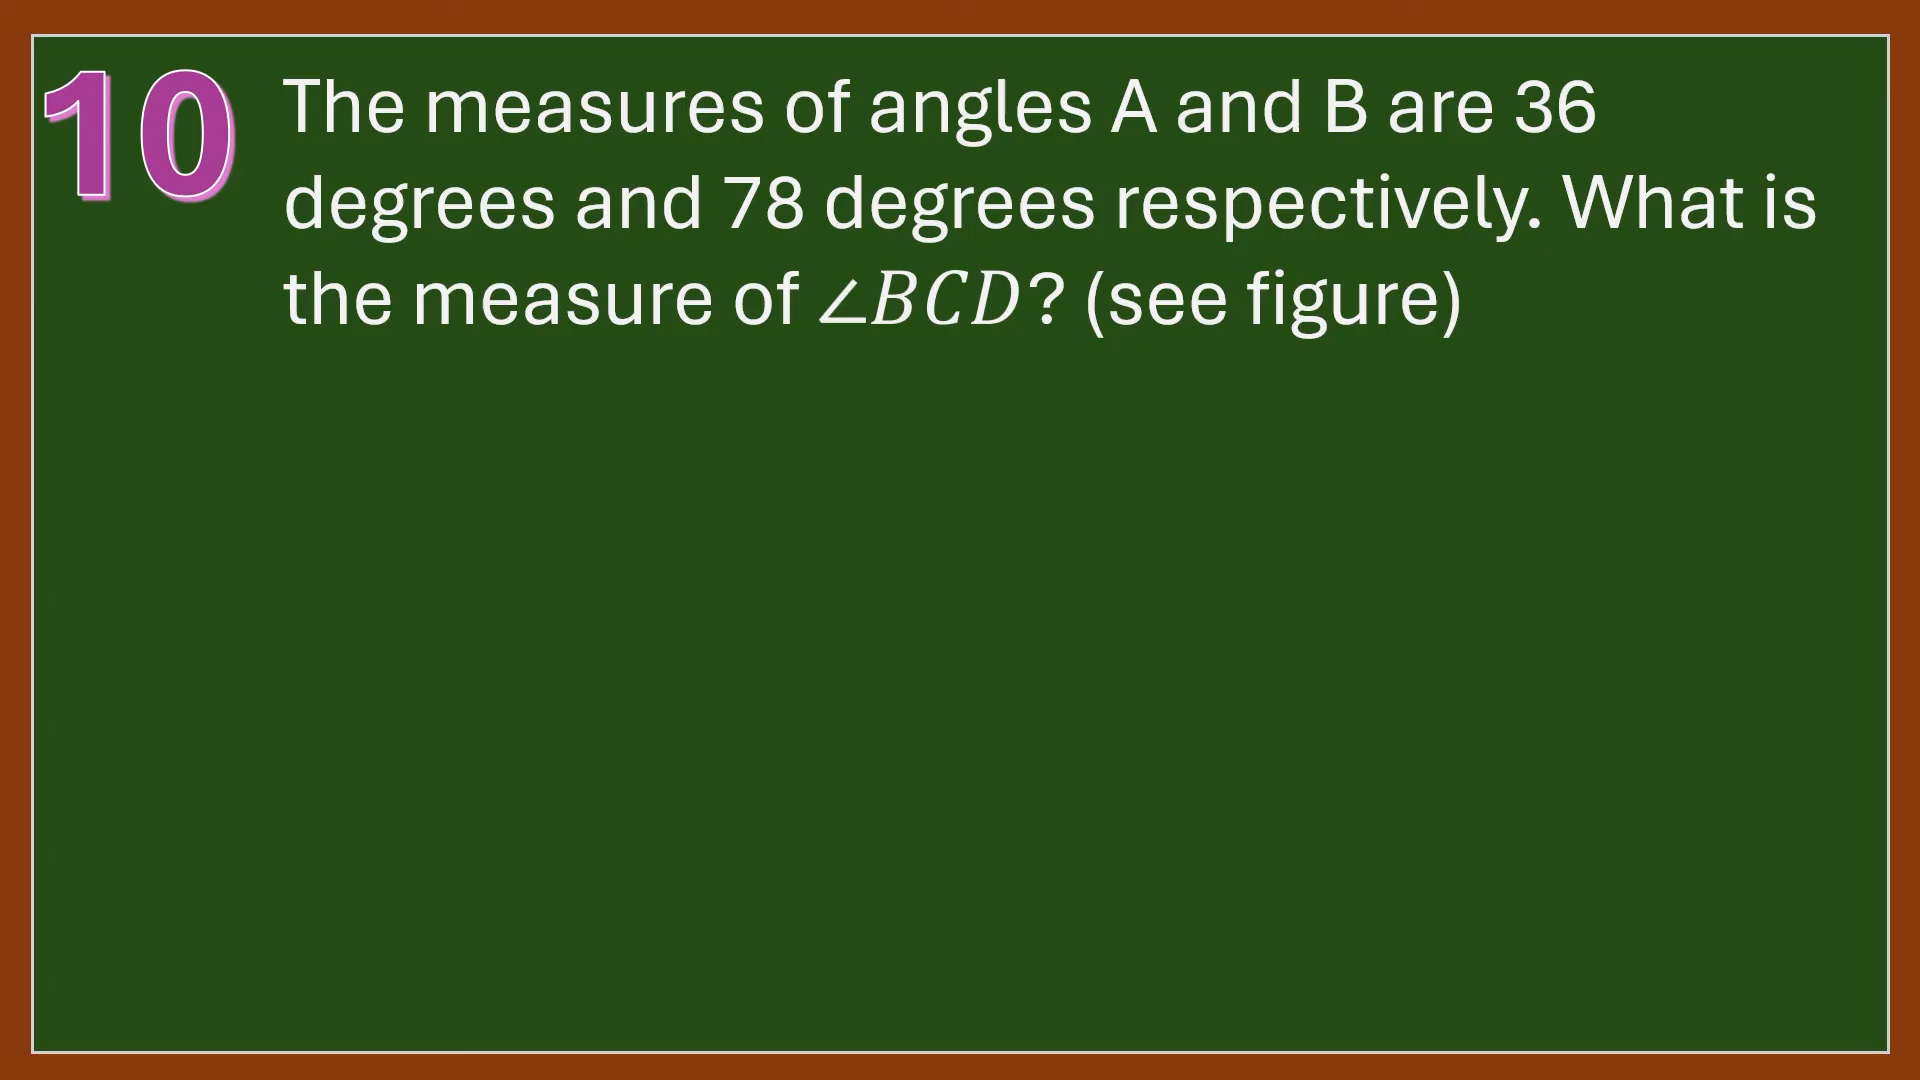 10
The measures of angles A and B are 36
degrees and 78 degrees respectively. What is
the measure of ∠BCD? (see figure)